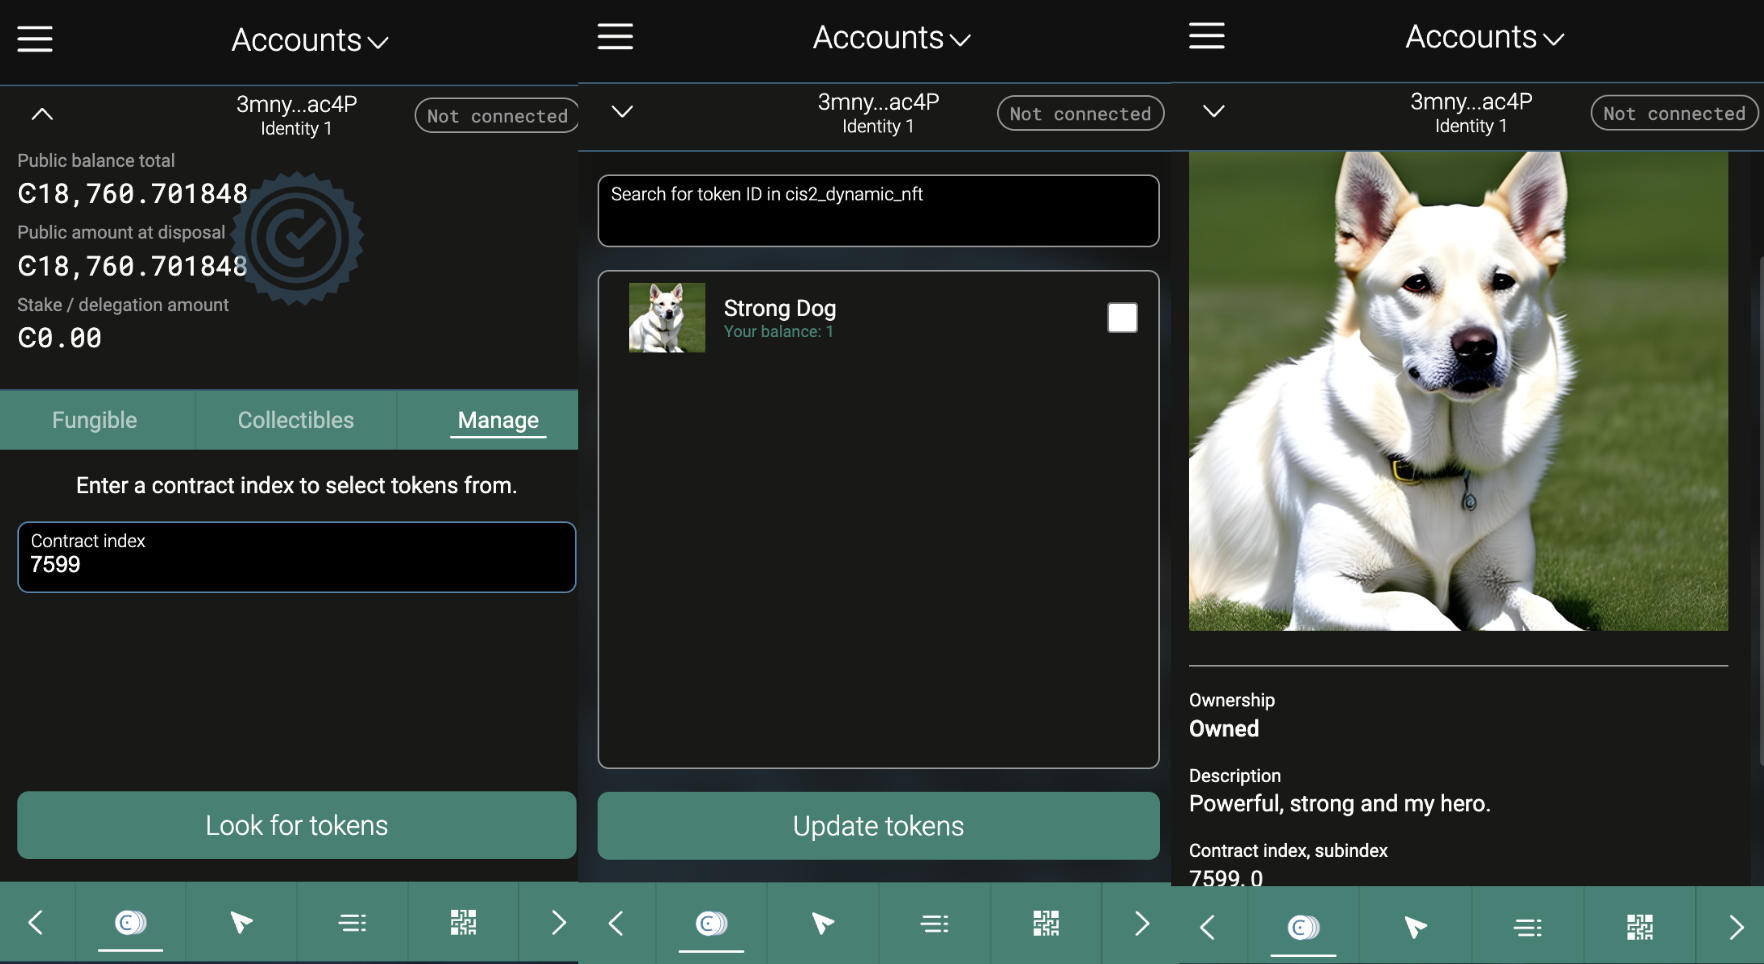 Accounts
3mny...ac4P
Identity 1
Not connected
Public balance total
Ͼ18,760.701848
Public amount at disposal
Ͼ18,760.701848
Stake / delegation amount
Ͼ0.00
Fungible
Collectibles
Manage
Enter a contract index to select tokens from.
Contract index
7599
Look for tokens
Accounts
3mny...ac4P
Identity 1
Not connected
Search for token ID in cis2_dynamic_nft
Strong Dog
Your balance: 1
Update tokens
Accounts
3mny...ac4P
Identity 1
Not connected
Ownership
Owned
Description
Powerful, strong and my hero.
Contract index, subindex
7599, 0